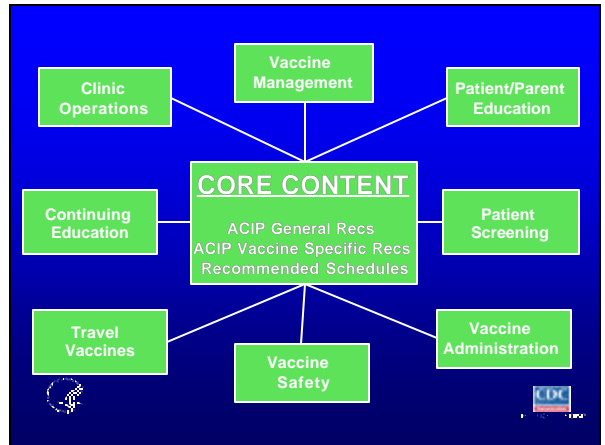 Vaccine
Management
Clinic
Operations
Patient/Parent
Education
CORE CONTENT
ACIP General Recs
ACIP Vaccine Specific Recs
Recommended Schedules
Continuing
Education
Patient
Screening
Travel
Vaccines
Vaccine
Safety
Vaccine
Administration
CDC